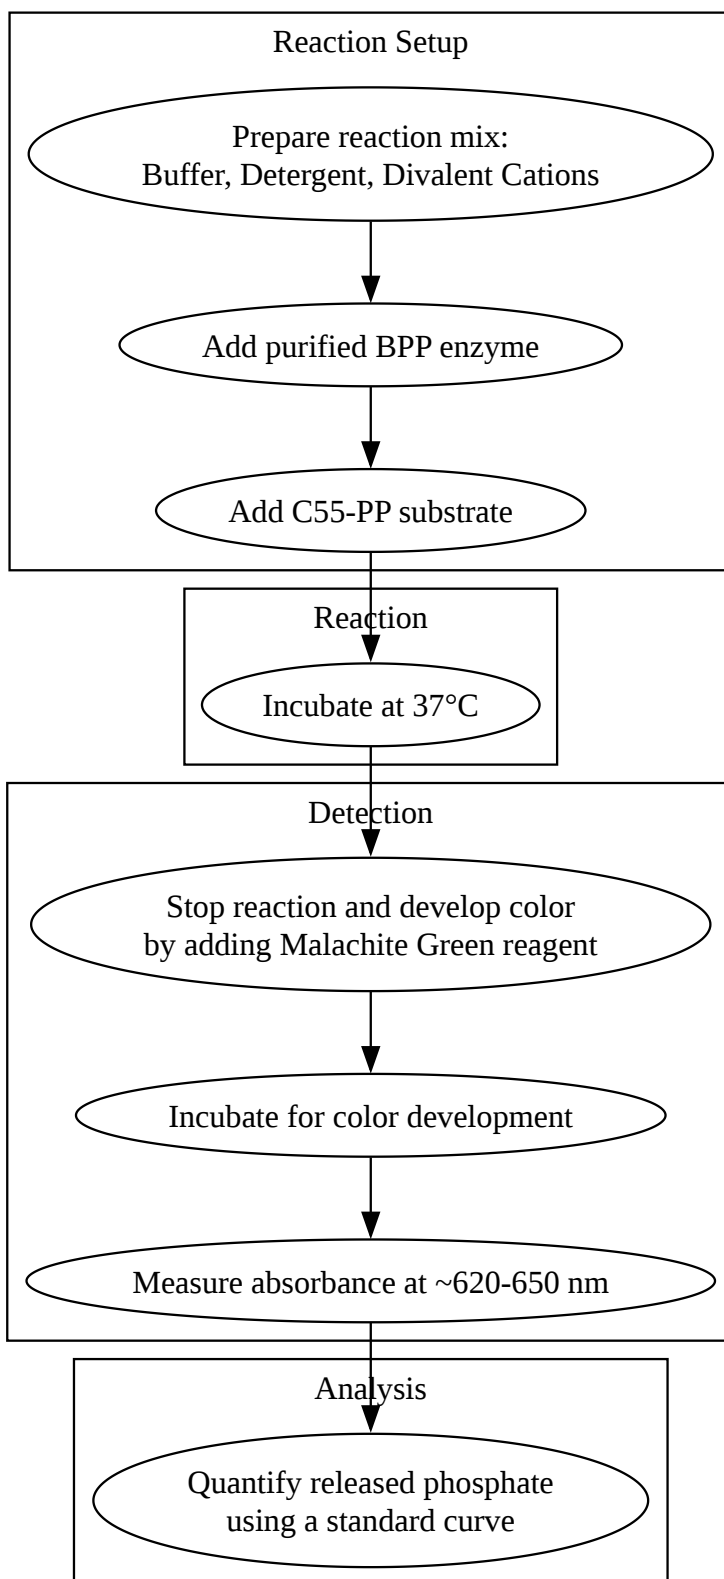 Reaction Setup
Prepare reaction mix:
Buffer, Detergent, Divalent Cations
Add purified BPP enzyme
Add C55-PP substrate
Reaction
Incubate at 37°C
Detection
Stop reaction and develop color
by adding Malachite Green reagent
Incubate for color development
Measure absorbance at ~620-650 nm
Analysis
Quantify released phosphate
using a standard curve